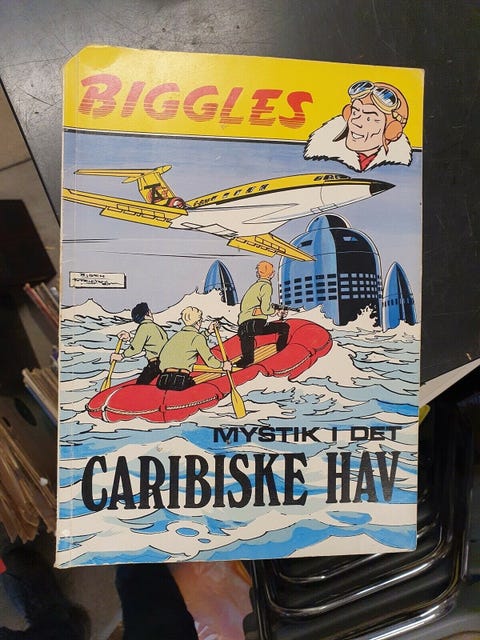 BIGGLES
MYSTIK I DET
CARIBISKE HAV